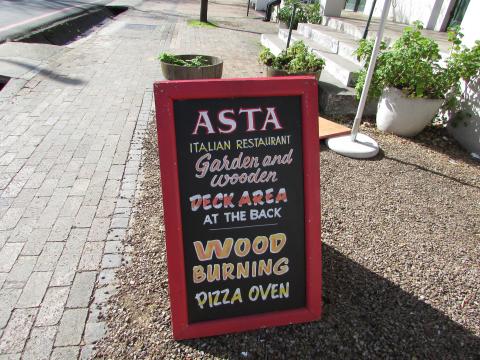 ASTA
ITALIAN RESTAURANT
Garden and
wooden
DECK AREA
AT THE BACK
WOOD
BURNING
PIZZA OVEN